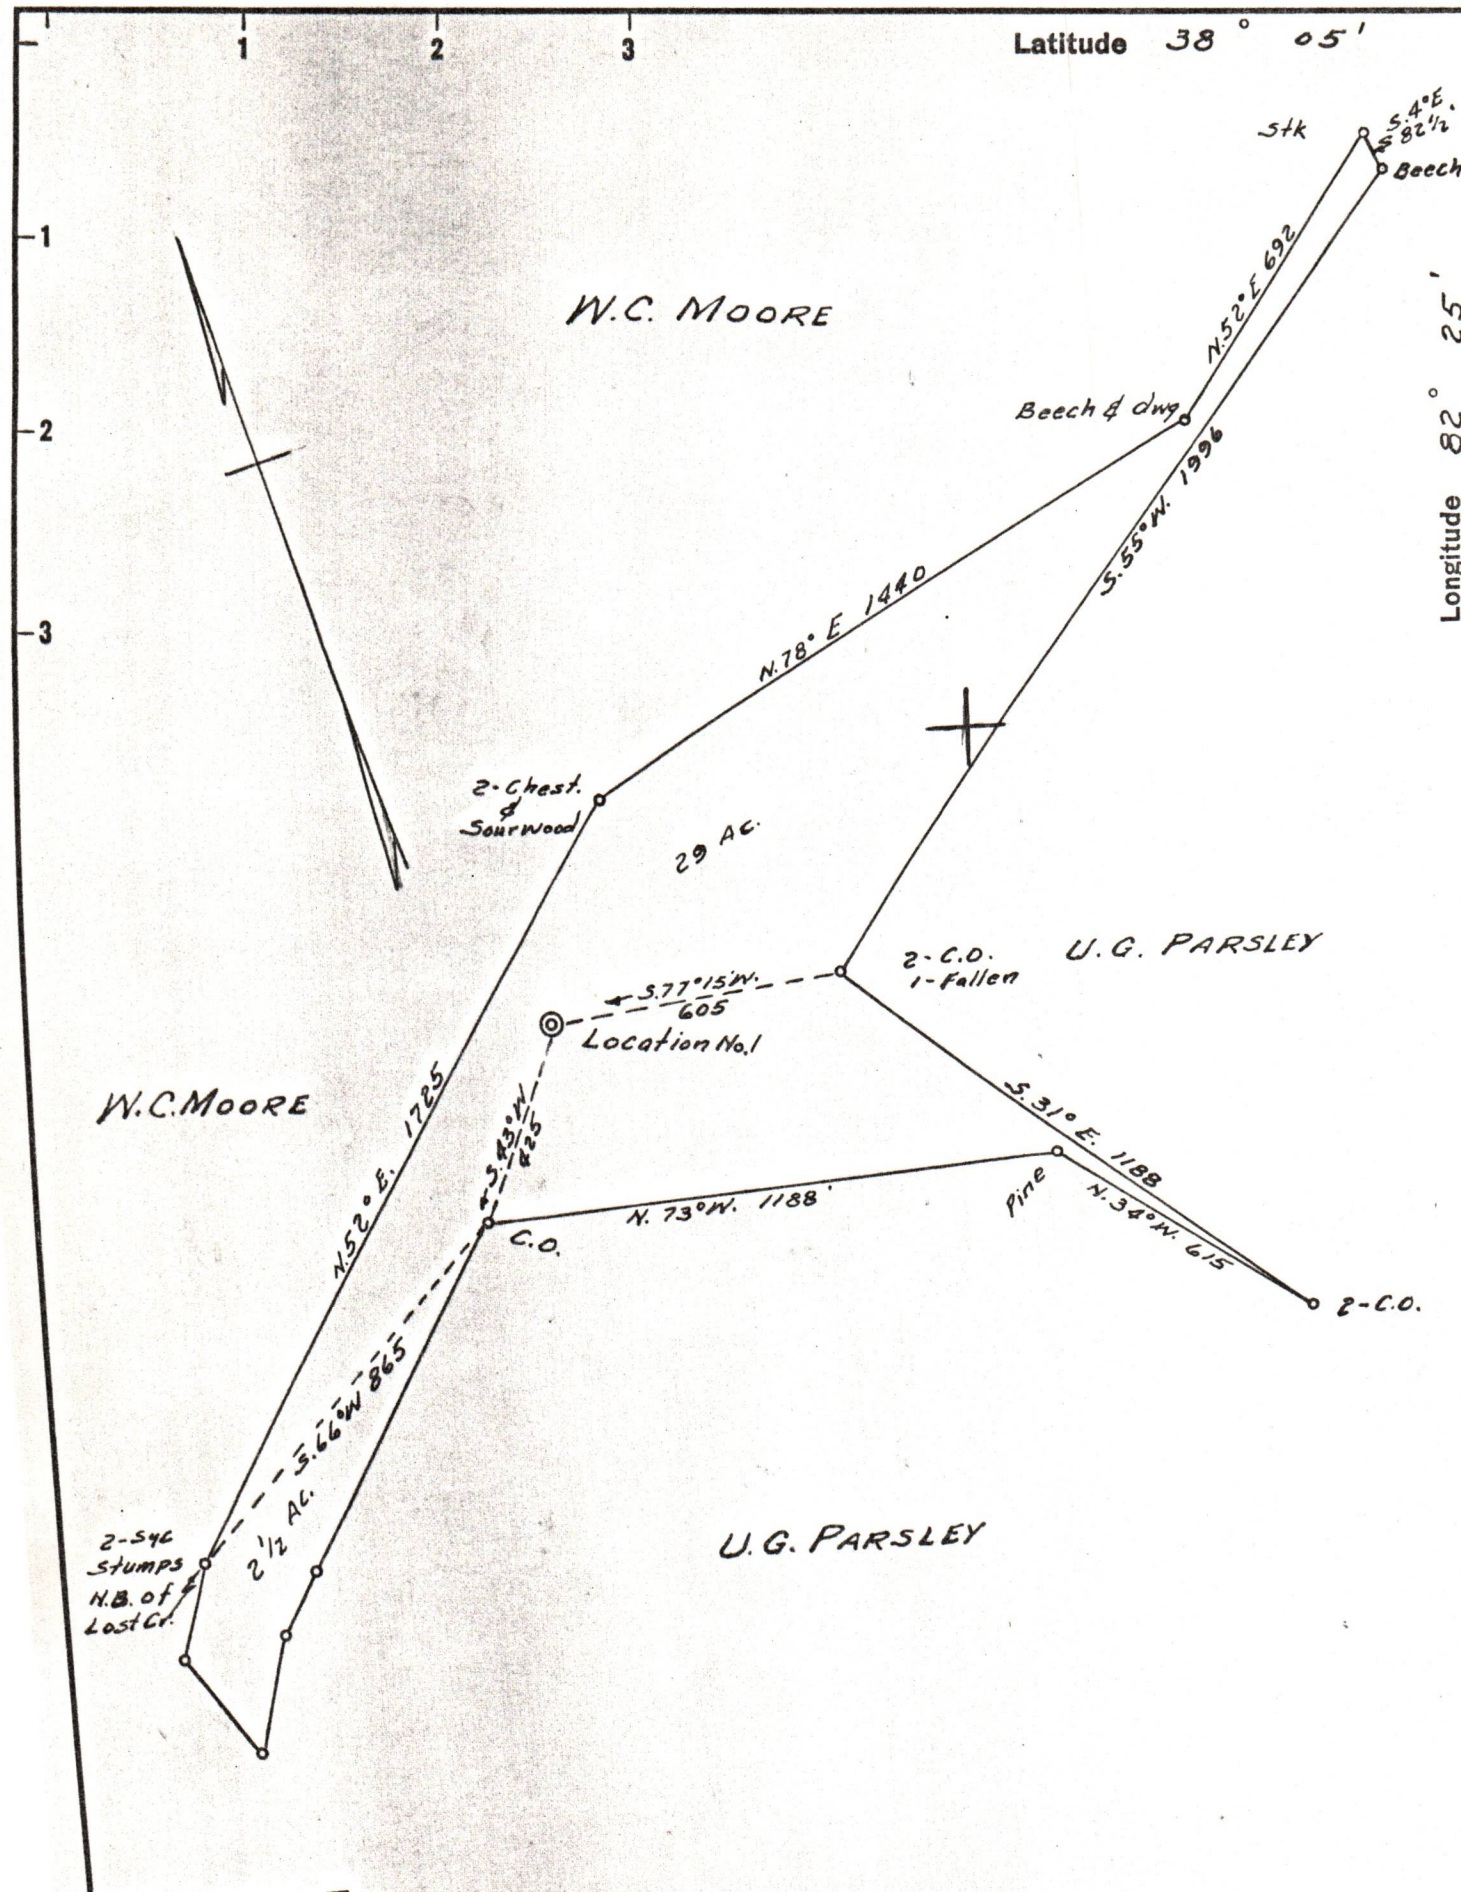 1 2 3
Latitude 38° 05'
Longitude 82° 25'
1
2
3
stk
S.4°E.
82½
Beech
N.52°E 692
W.C. MOORE
Beech & dwg
S.55°W. 1996
N.78° E 1440
2-Chest.
&
Sourwood
29 Ac.
2-C.O.
1-Fallen
U.G. PARSLEY
S.77°15'W.
605
Location No.1
W.C. MOORE
N.52° E. 1725
S.43°W
425
S.31° E. 1188
Pine
N.34°W. 615
N. 73°W. 1188'
C.O.
2-C.O.
S.66°W 865
2½ Ac.
2-Syc
Stumps
N.B. of
Lost Cr.
U.G. PARSLEY